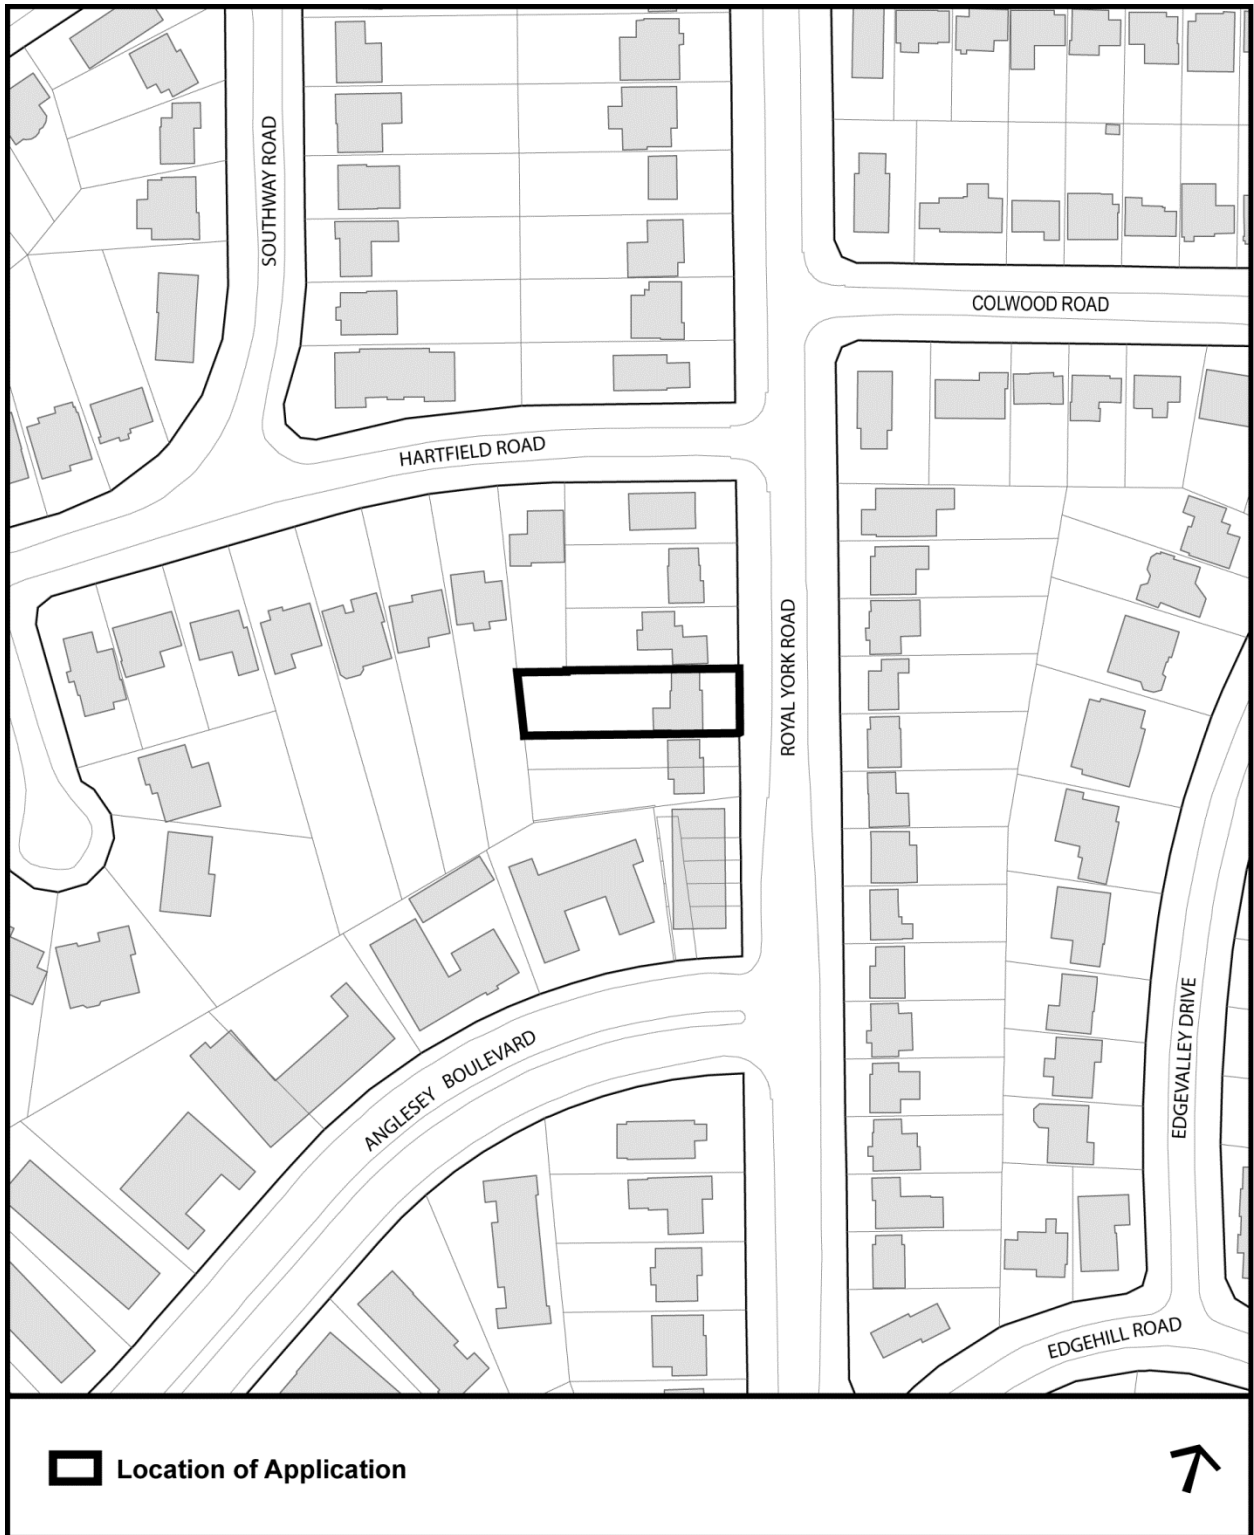 SOUTHWAY ROAD
COLWOOD ROAD
HARTFIELD ROAD
ROYAL YORK ROAD
ANGLESEY BOULEVARD
EDGEVALLEY DRIVE
EDGEHILL ROAD
Location of Application